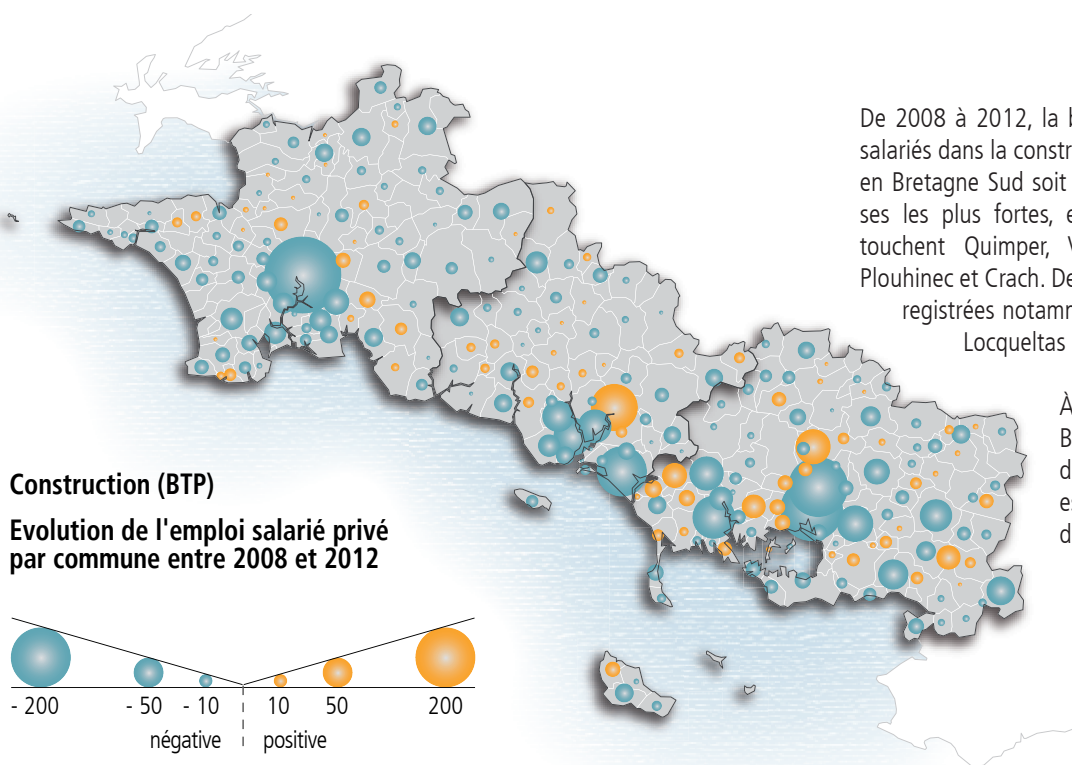 De 2008 à 2012, la b
salariés dans la constr
en Bretagne Sud soit
ses les plus fortes, e
touchent Quimper, V
Plouhinec et Crach. De
registrées notamr
Locqueltas
À
B
d
es
d
Construction (BTP)
Evolution de l'emploi salarié privé
par commune entre 2008 et 2012
- 200 - 50 - 10 10 50 200
négative positive